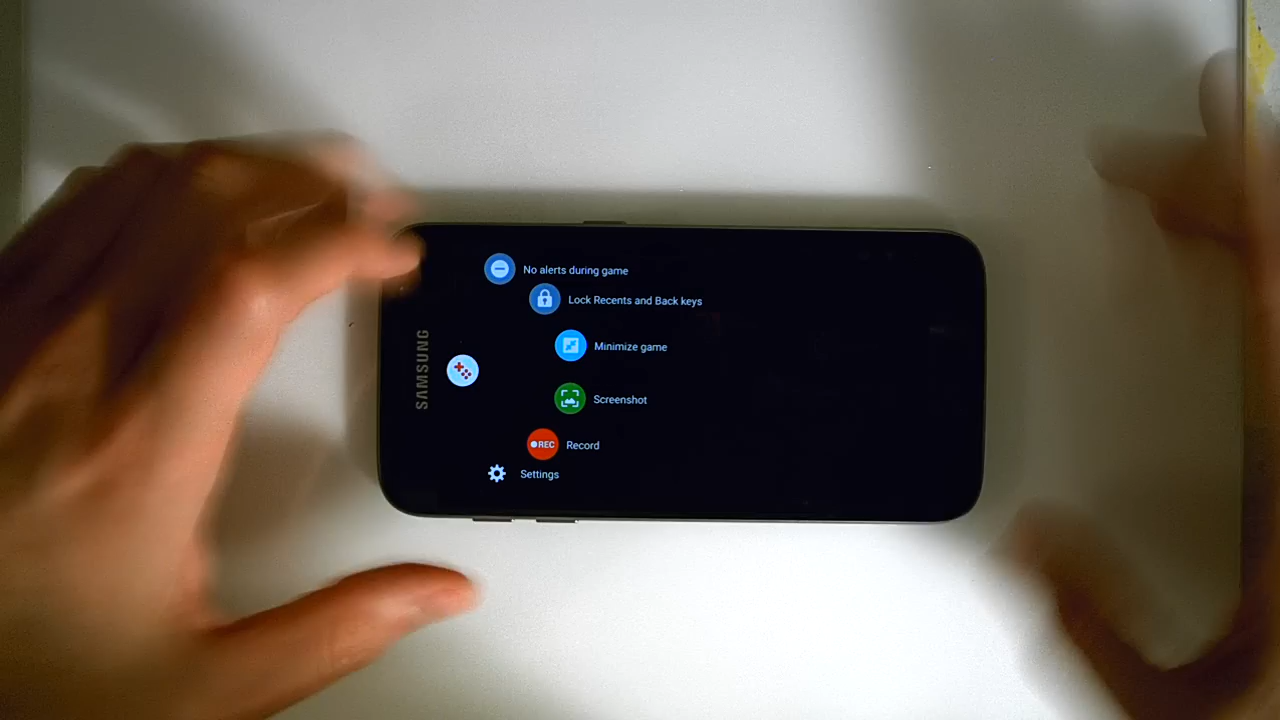 SAMSUNG
No alerts during game
Lock Recents and Back keys
Minimize game
Screenshot
REC Record
Settings